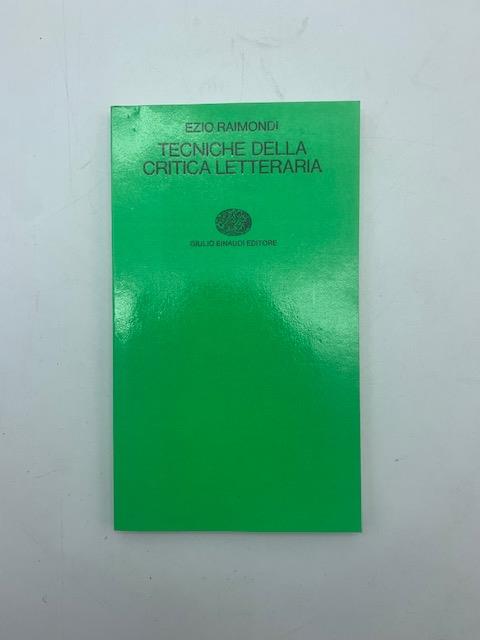 EZIO RAIMONDI
TECNICHE DELLA
CRITICA LETTERARIA
GIULIO EINAUDI EDITORE